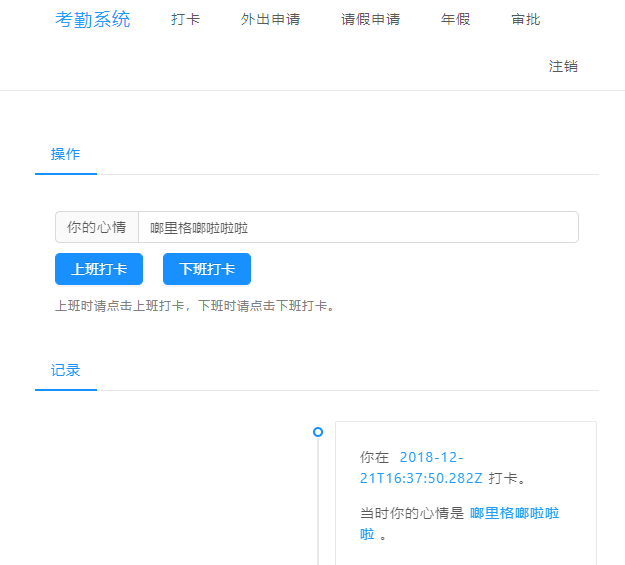 考勤系统 打卡 外出申请 请假申请 年假 审批
注销
操作
你的心情 啷里格啷啦啦啦
上班打卡 下班打卡
上班时请点击上班打卡，下班时请点击下班打卡。
记录
你在 2018-12-
21T16:37:50.282Z 打卡。
当时你的心情是 啷里格啷啦啦
啦 。